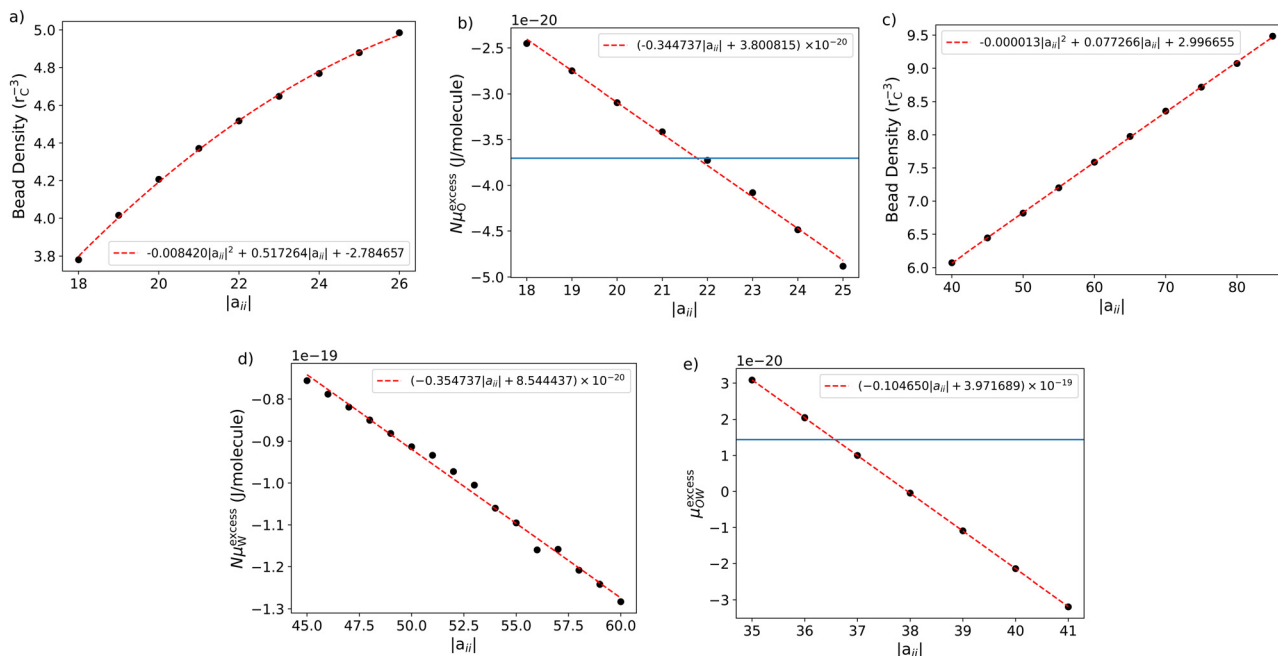 a)
Bead Density (r_C^-3)
5.0
4.8
4.6
4.4
4.2
4.0
3.8
-0.008420|a_ii|^2 + 0.517264|a_ii| + -2.784657
18 20 22 24 26
|a_ii|
b)
1e−20
Nμ_O^excess (J/molecule)
−2.5
−3.0
−3.5
−4.0
−4.5
−5.0
(−0.344737|a_ii| + 3.800815) ×10^−20
18 19 20 21 22 23 24 25
|a_ii|
c)
Bead Density (r_C^-3)
9.5
9.0
8.5
8.0
7.5
7.0
6.5
6.0
-0.000013|a_ii|^2 + 0.077266|a_ii| + 2.996655
40 50 60 70 80
|a_ii|
d)
1e−19
Nμ_W^excess (J/molecule)
−0.8
−0.9
−1.0
−1.1
−1.2
−1.3
(−0.354737|a_ii| + 8.544437) × 10^−20
45.0 47.5 50.0 52.5 55.0 57.5 60.0
|a_ii|
e)
1e−20
μ_OW^excess
3
2
1
0
−1
−2
−3
(−0.104650|a_ii| + 3.971689) × 10^−19
35 36 37 38 39 40 41
|a_ii|